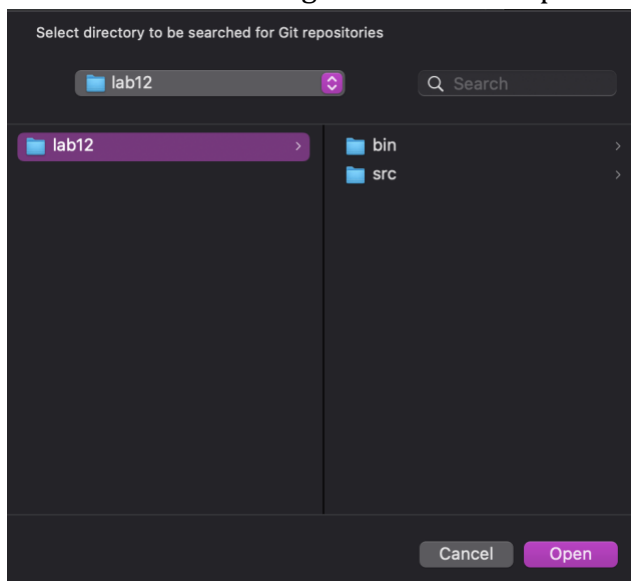 Select directory to be searched for Git repositories
lab12
Search
lab12
bin
src
Cancel
Open